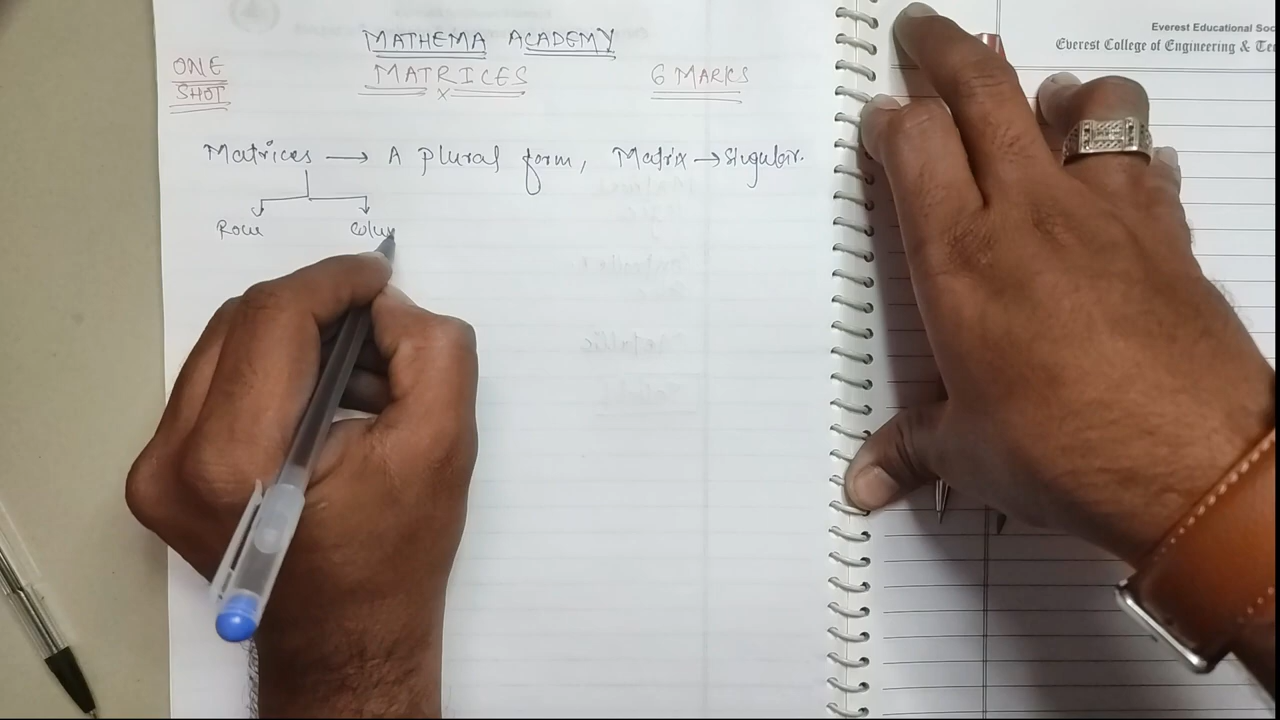 MATHEMA ACADEMY
ONE SHOT
MATRICES
6 MARKS
Matrices → A plural form, Matrix → Singular.
Row
Colum
Everest Educational Soc
Everest College of Engineering & Te